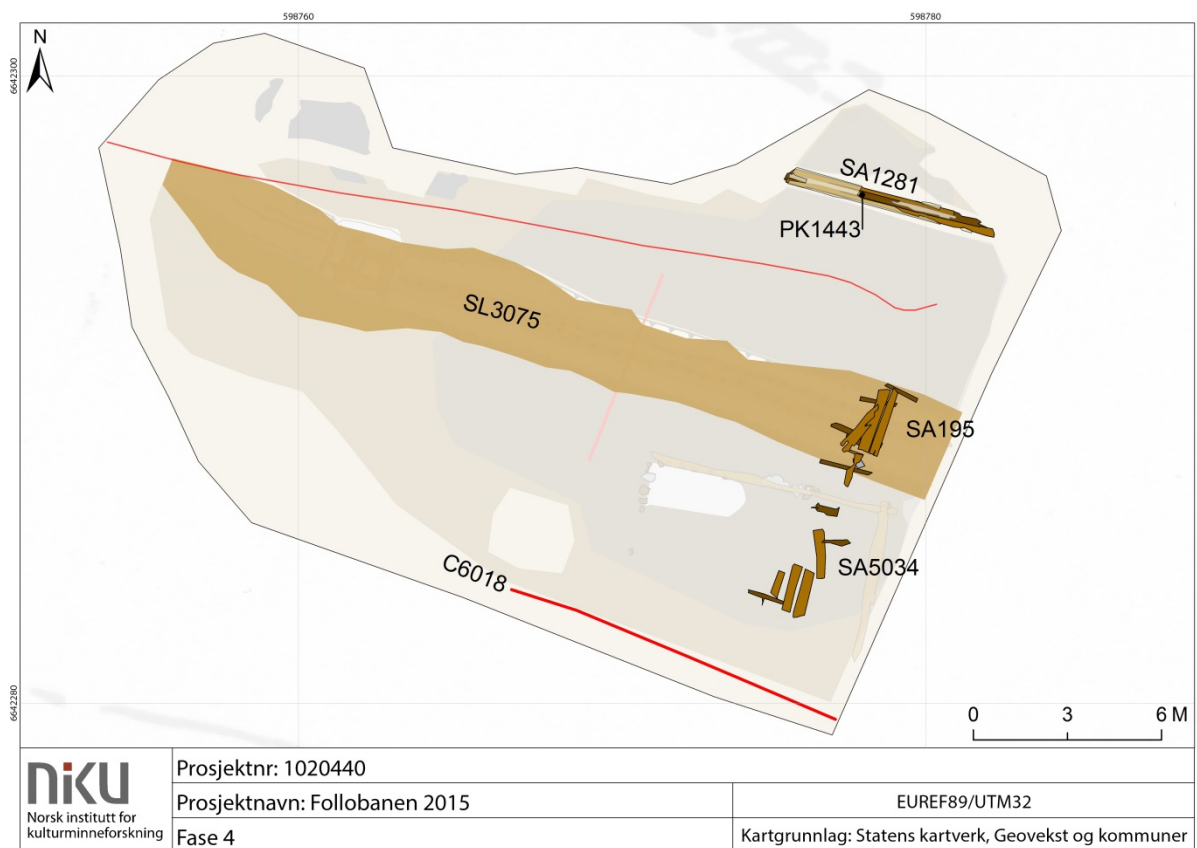 598760
598780
N
6642300
SA1281
PK1443
SL3075
SA195
C6018
SA5034
6642280
0 3 6 M
niku
Norsk institutt for
kulturminneforskning
Prosjektnr: 1020440
Prosjektnavn: Follobanen 2015
EUREF89/UTM32
Fase 4
Kartgrunnlag: Statens kartverk, Geovekst og kommuner